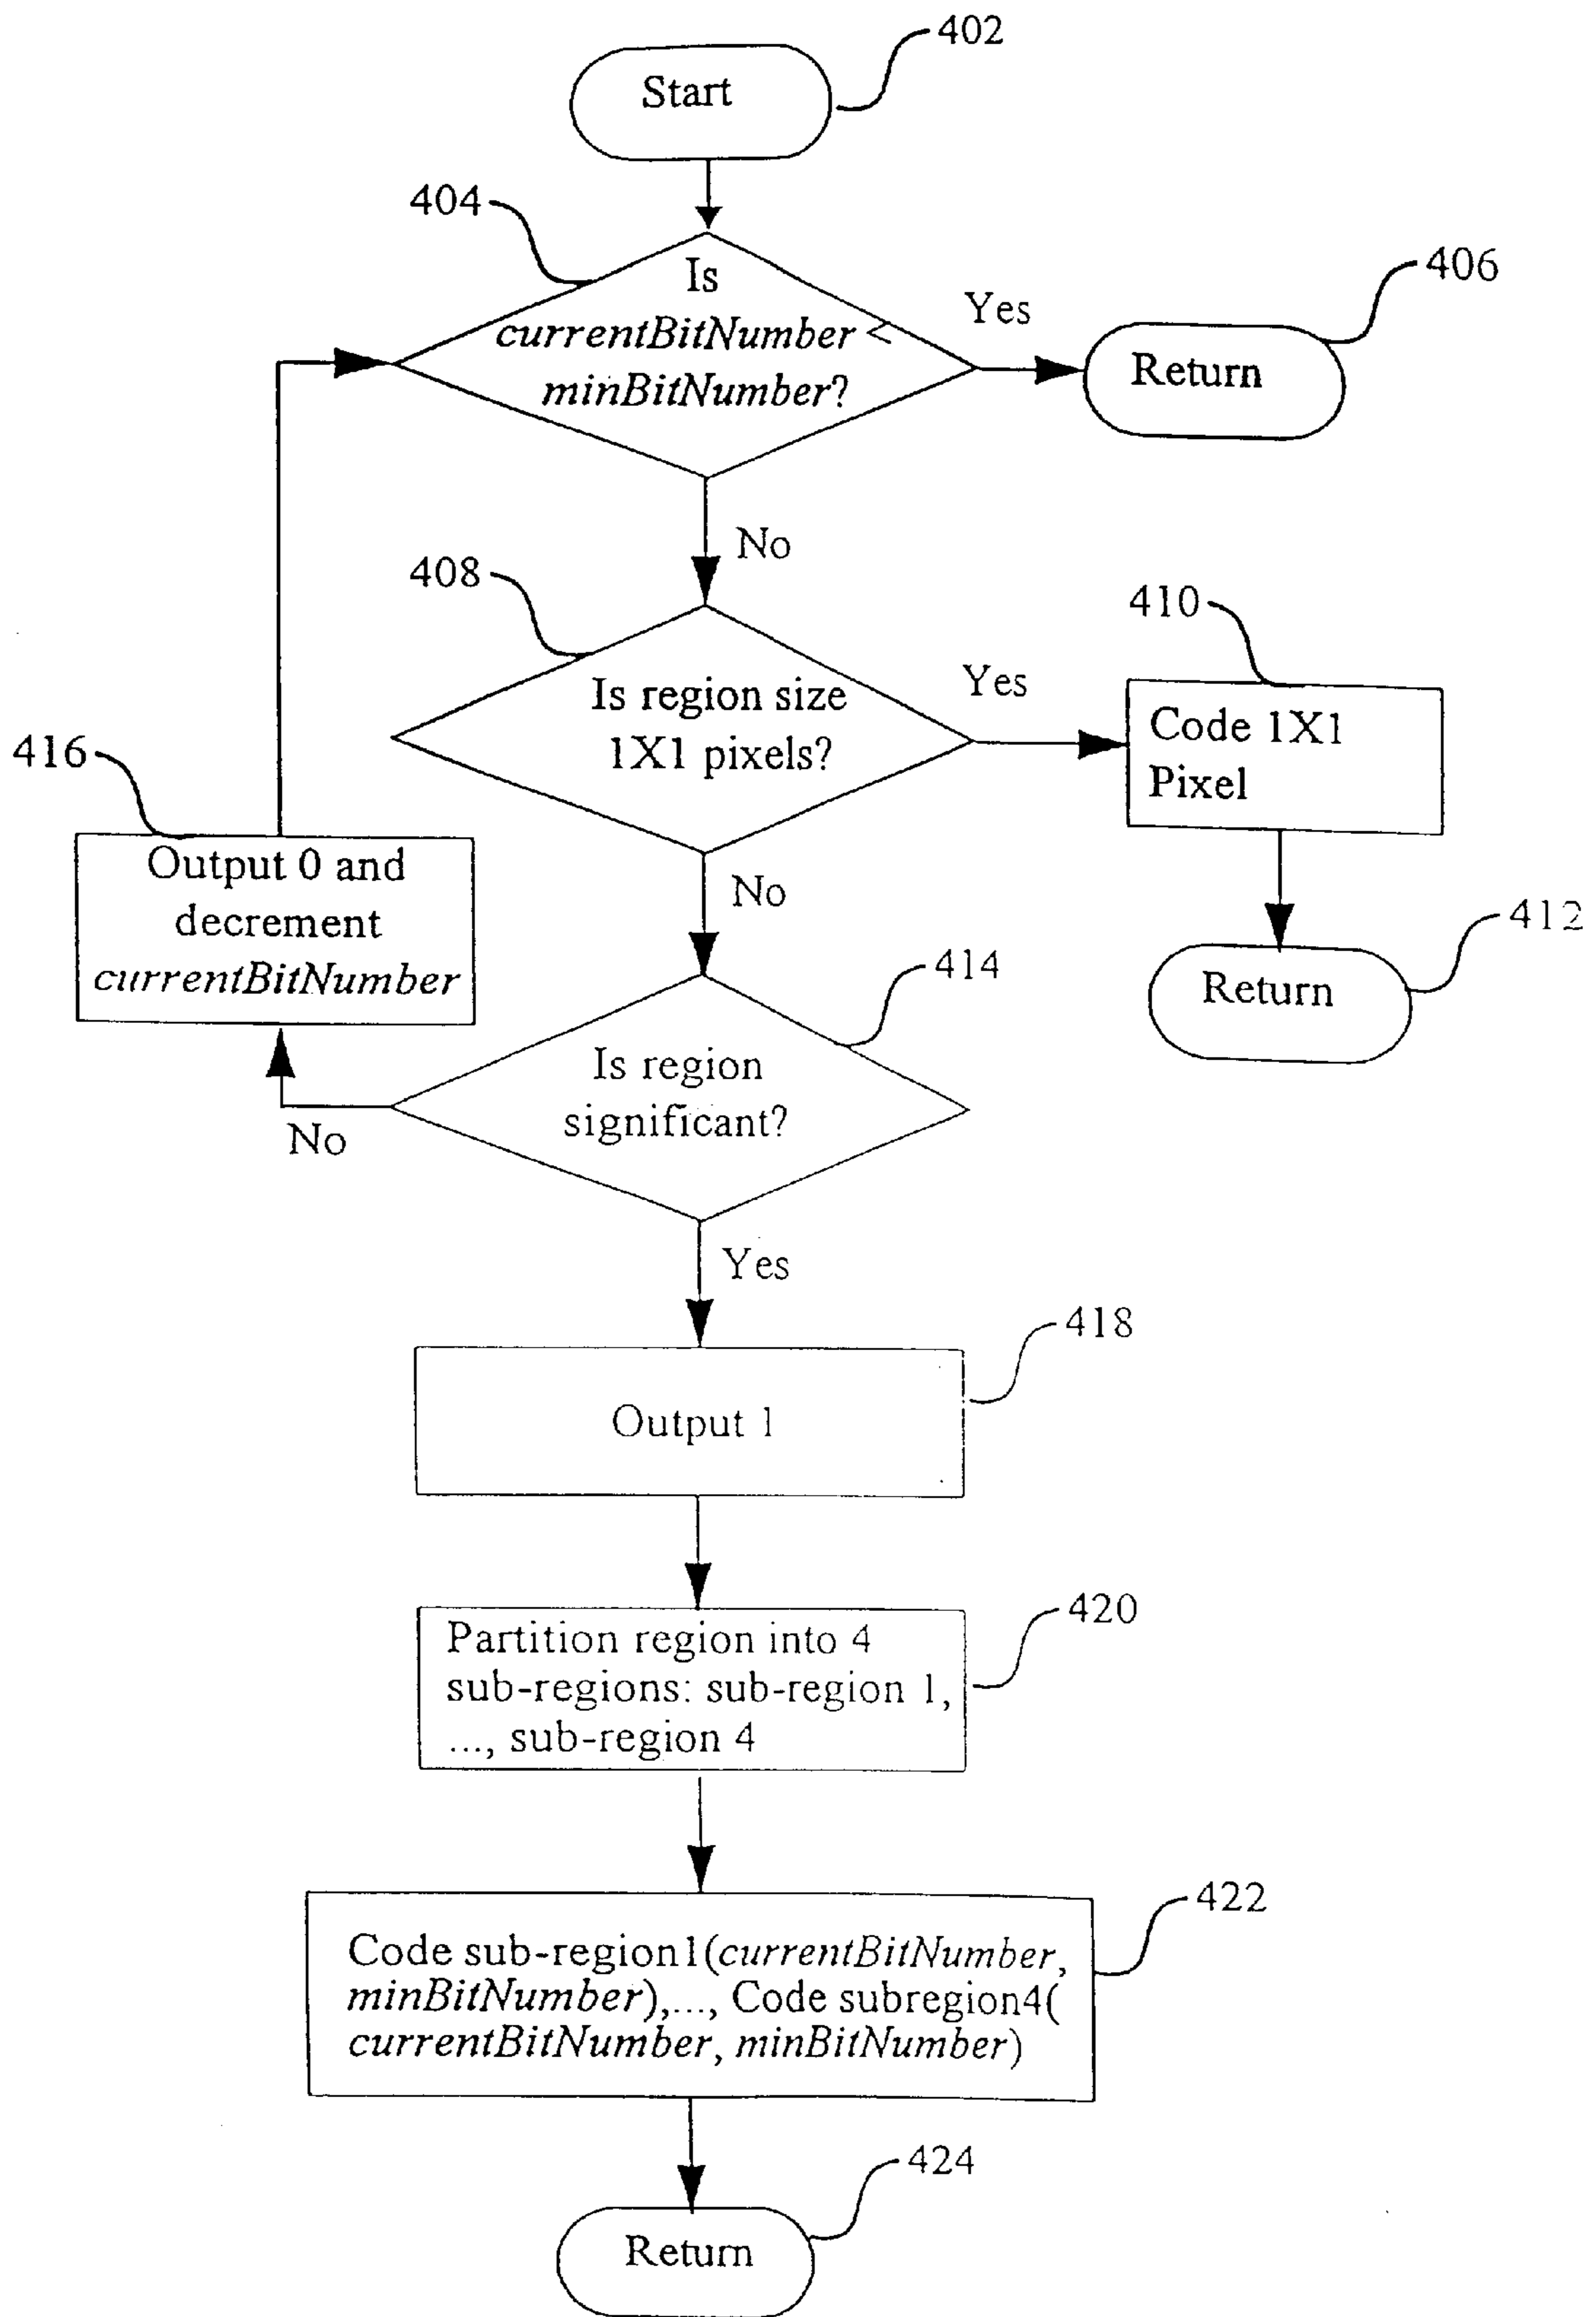 402
Start
404
Is
currentBitNumber <
minBitNumber?
Yes
406
Return
No
408
Is region size
1X1 pixels?
Yes
410
Code 1X1
Pixel
412
Return
416
Output 0 and
decrement
currentBitNumber
No
414
Is region
significant?
No
Yes
418
Output 1
420
Partition region into 4
sub-regions: sub-region 1,
..., sub-region 4
422
Code sub-region1(currentBitNumber,
minBitNumber),..., Code subregion4(
currentBitNumber, minBitNumber)
424
Return